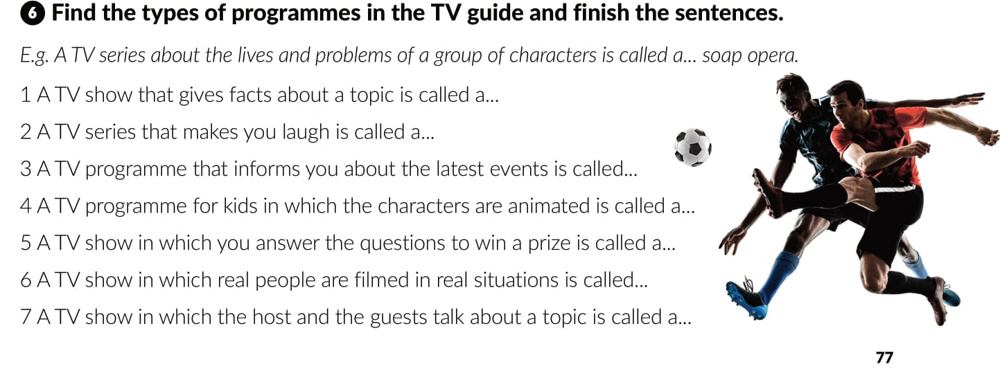 6 Find the types of programmes in the TV guide and finish the sentences.
E.g. A TV series about the lives and problems of a group of characters is called a... soap opera.
1 A TV show that gives facts about a topic is called a...
2 A TV series that makes you laugh is called a...
3 A TV programme that informs you about the latest events is called...
4 A TV programme for kids in which the characters are animated is called a...
5 A TV show in which you answer the questions to win a prize is called a...
6 A TV show in which real people are filmed in real situations is called...
7 A TV show in which the host and the guests talk about a topic is called a...
77